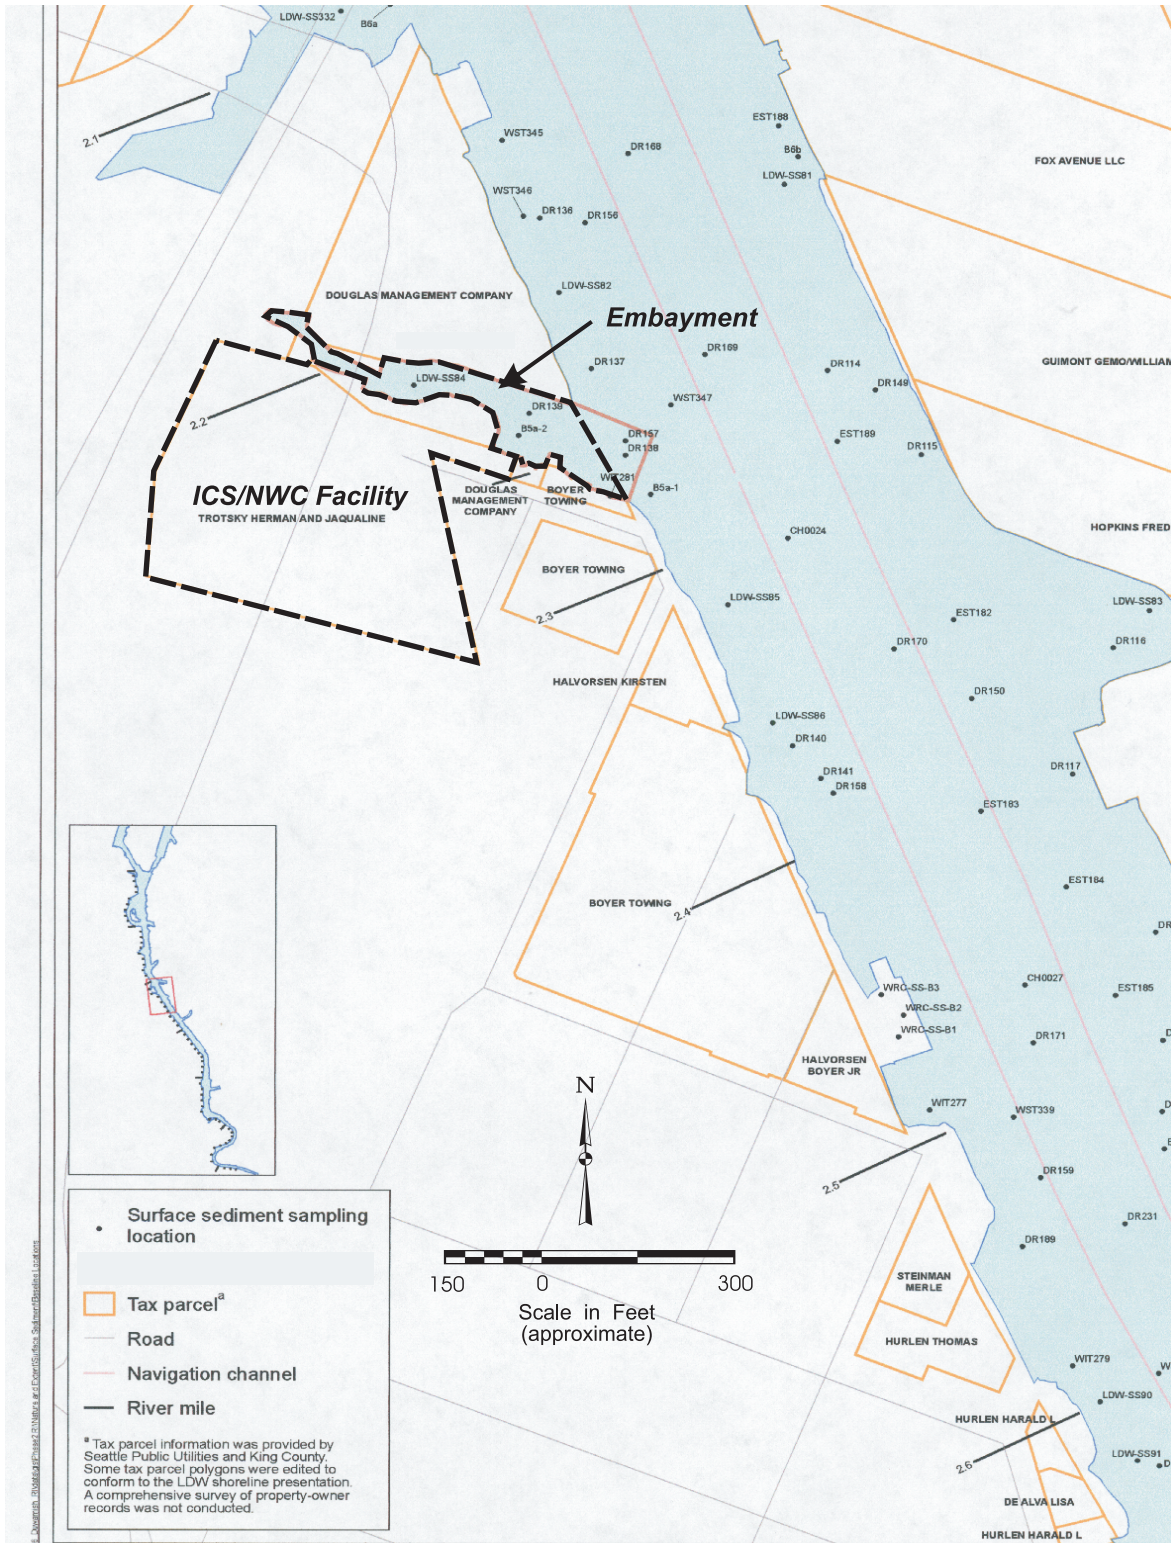 LDW-SS332
B6a
2.1
WST345
DR168
EST188
B6b
LDW-SS81
FOX AVENUE LLC
WST346
DR136
DR156
LDW-SS82
DOUGLAS MANAGEMENT COMPANY
Embayment
DR169
DR137
DR114
GUIMONT GEMO/WILLIAM
LDW-SS84
DR149
WST347
DR139
2.2
B5a-2
DR157
DR138
EST189
DR115
WIT281
B5a-1
ICS/NWC Facility
TROTSKY HERMAN AND JAQUALINE
DOUGLAS
MANAGEMENT
COMPANY
BOYER
TOWING
HOPKINS FRED
CH0024
BOYER TOWING
2.3
LDW-SS85
EST182
LDW-SS83
DR170
DR116
HALVORSEN KIRSTEN
DR150
LDW-SS86
DR140
DR141
DR158
DR117
EST183
EST184
BOYER TOWING
2.4
DR
CH0027
EST185
WRC-SS-B3
WRC-SS-B2
WRC-SS-B1
DR171
D
HALVORSEN
BOYER JR
WIT277
WST339
D
N
2.5
DR159
DR231
DR189
STEINMAN
MERLE
HURLEN THOMAS
WIT279
W
LDW-SS90
HURLEN HARALD L
2.6
LDW-SS91
D
DE ALVA LISA
HURLEN HARALD L
Surface sediment sampling
location
Tax parcel a
Road
Navigation channel
River mile
a Tax parcel information was provided by
Seattle Public Utilities and King County.
Some tax parcel polygons were edited to
conform to the LDW shoreline presentation.
A comprehensive survey of property-owner
records was not conducted.
150 0 300
Scale in Feet
(approximate)